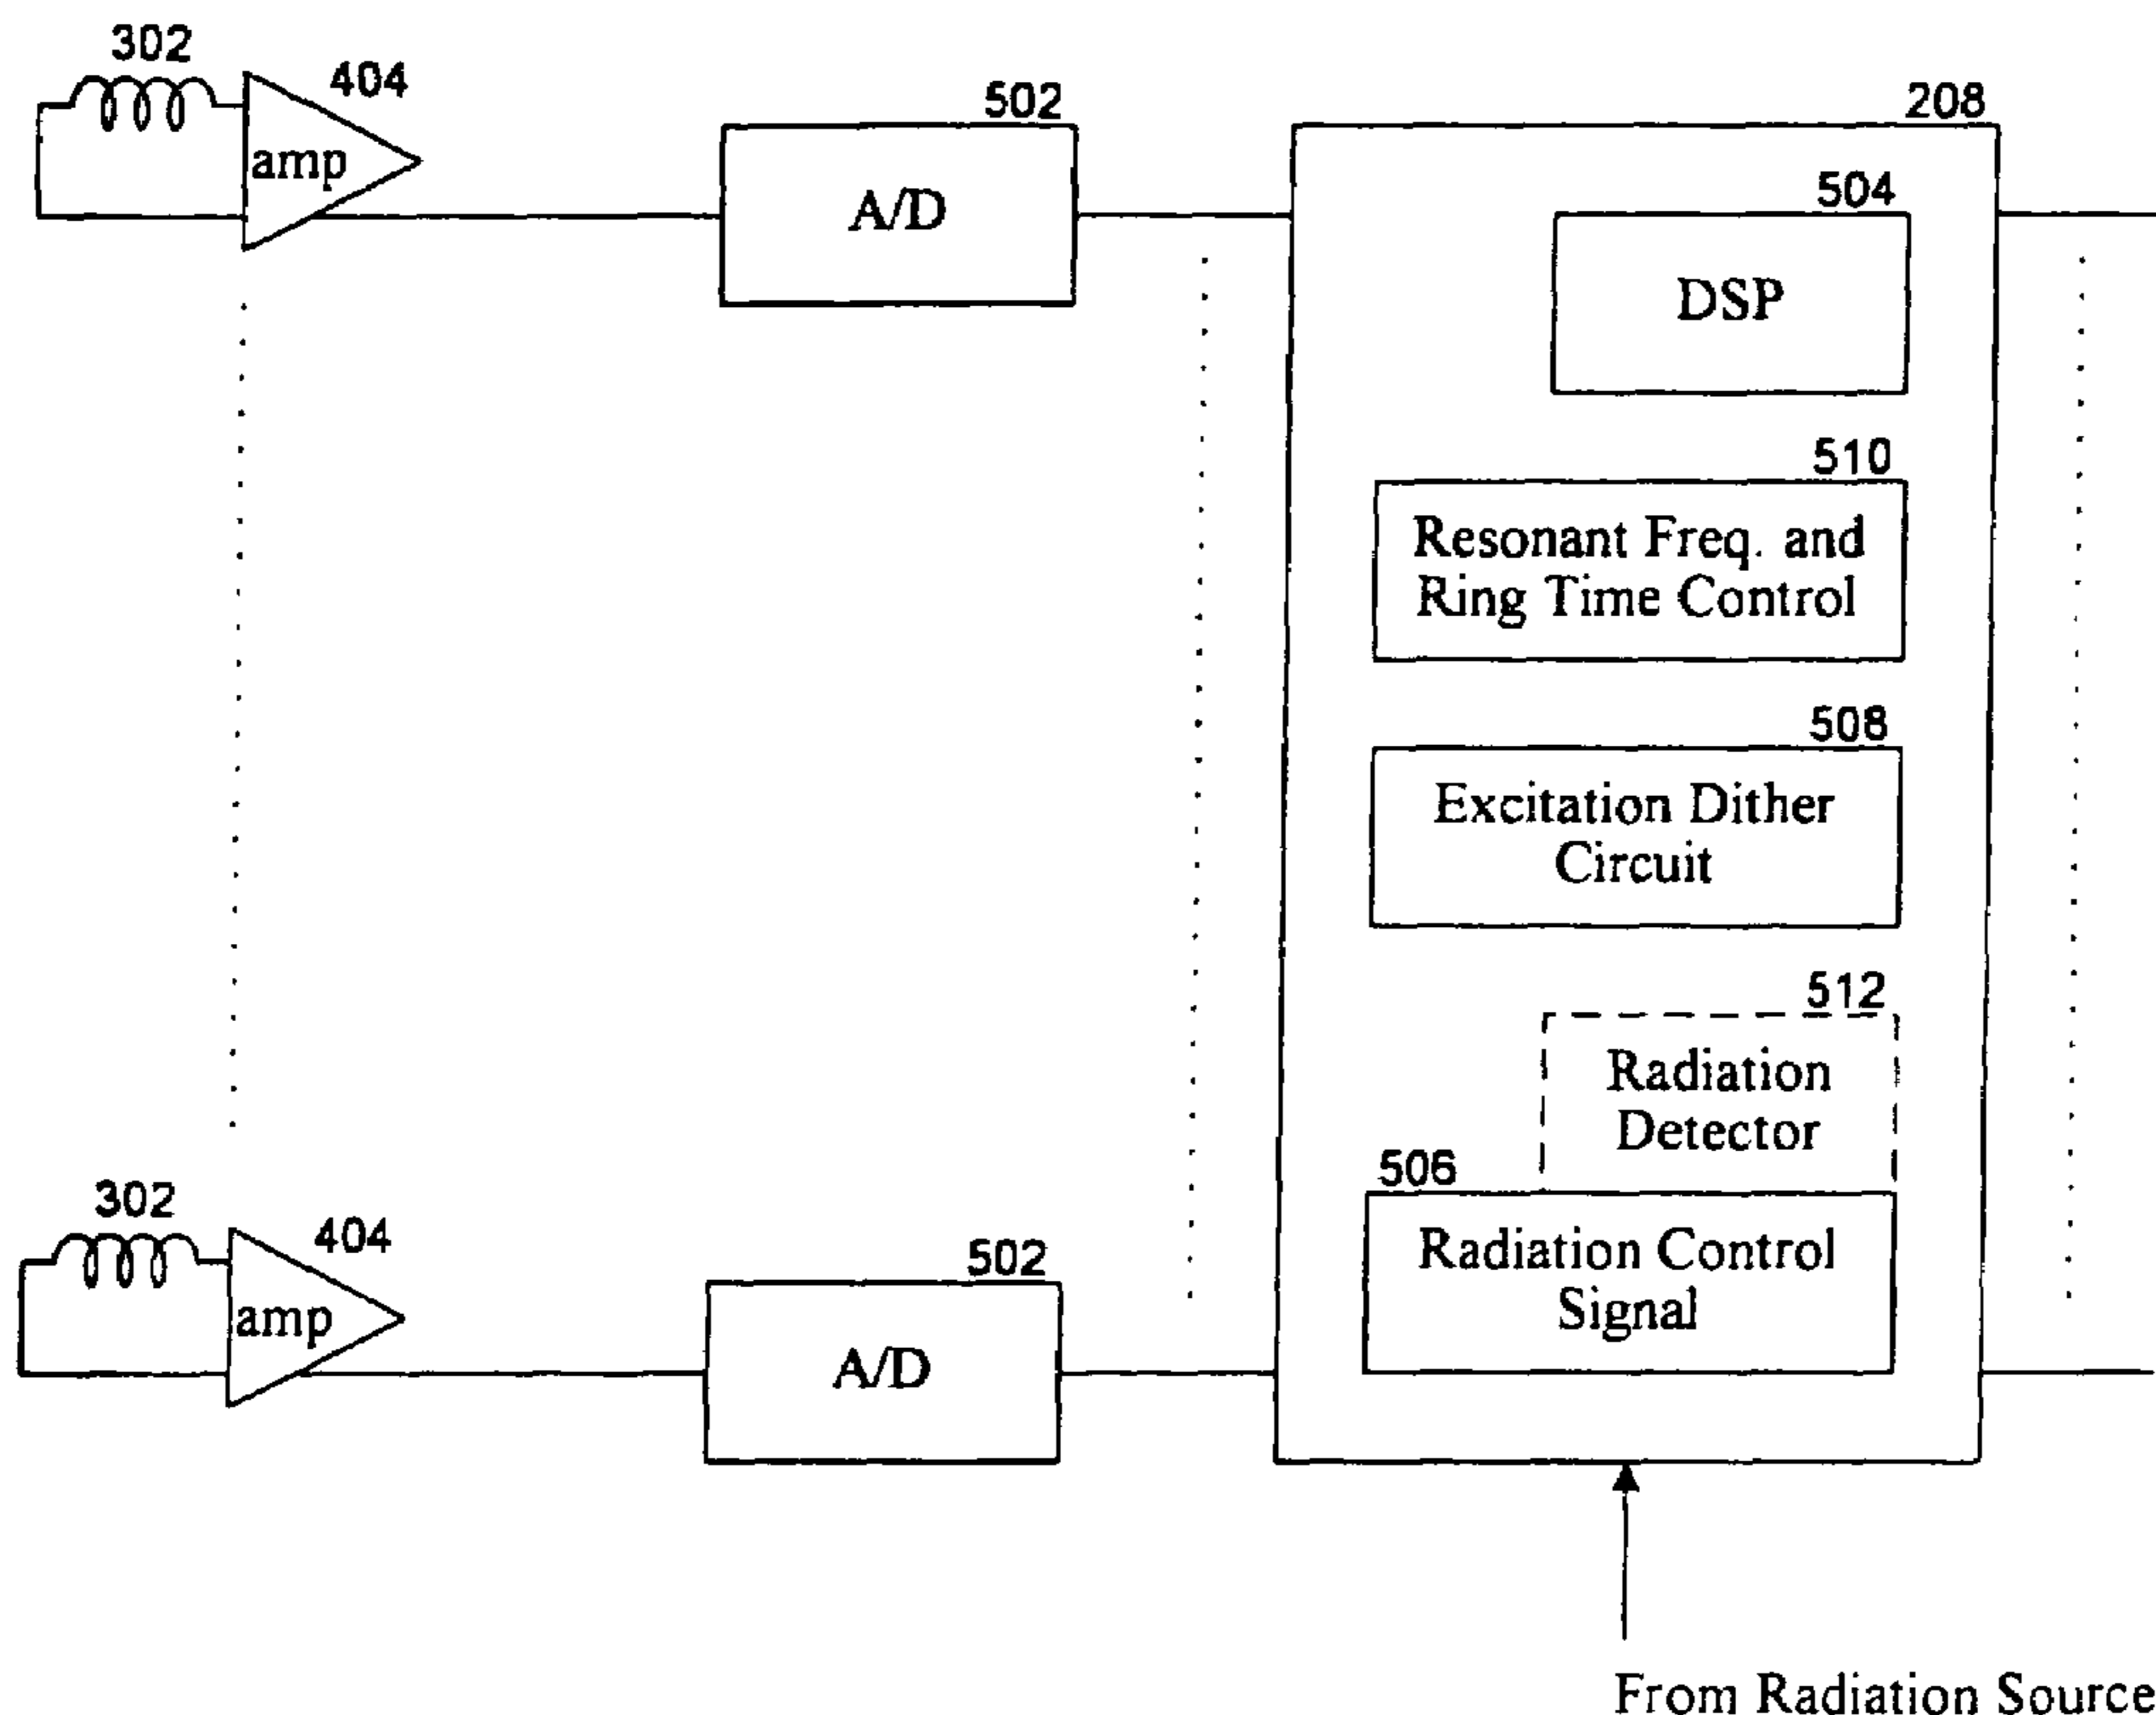 302
404
amp
502
A/D
208
504
DSP
510
Resonant Freq. and
Ring Time Control
508
Excitation Dither
Circuit
512
Radiation
Detector
506
Radiation Control
Signal
302
404
amp
502
A/D
From Radiation Source